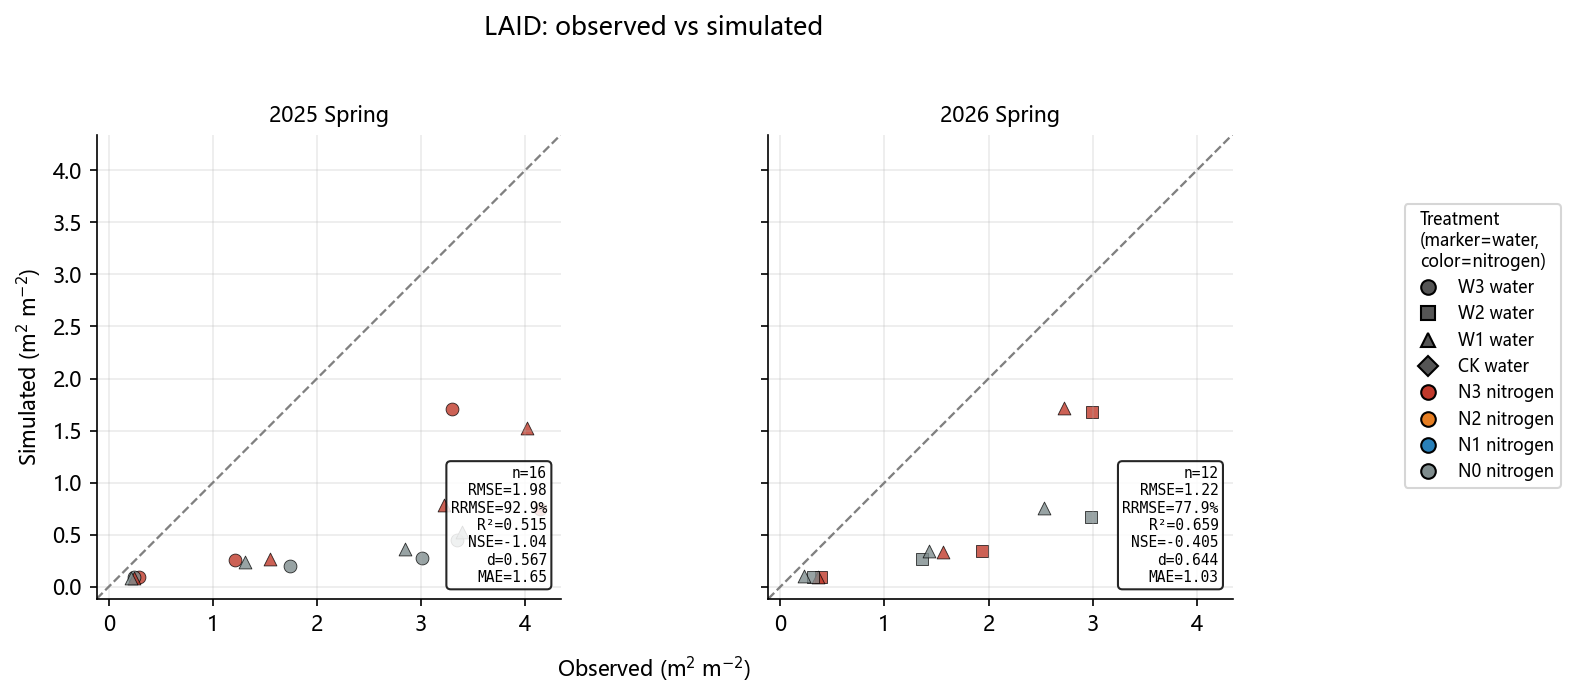 LAID: observed vs simulated
2025 Spring
2026 Spring
4.0
3.5
3.0
2.5
2.0
1.5
1.0
0.5
0.0
Simulated (m² m⁻²)
n=16
RMSE=1.98
RRMSE=92.9%
R²=0.515
NSE=-1.04
d=0.567
MAE=1.65
0 1 2 3 4
n=12
RMSE=1.22
RRMSE=77.9%
R²=0.659
NSE=-0.405
d=0.644
MAE=1.03
0 1 2 3 4
Observed (m² m⁻²)
Treatment
(marker=water,
color=nitrogen)
W3 water
W2 water
W1 water
CK water
N3 nitrogen
N2 nitrogen
N1 nitrogen
N0 nitrogen